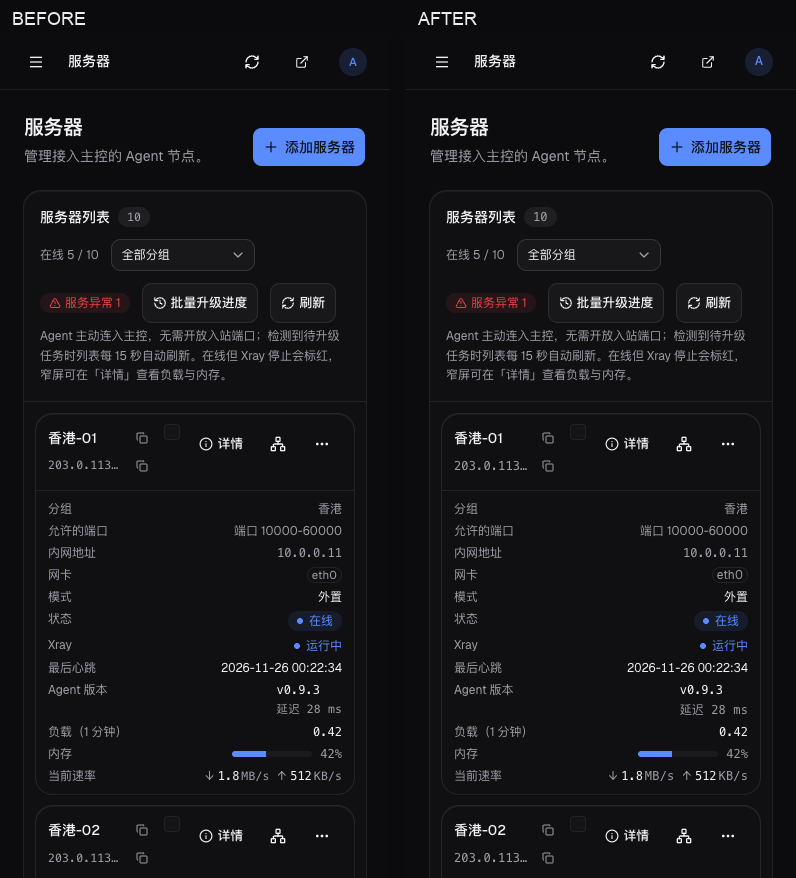 BEFORE
服务器
A
服务器
管理接入主控的 Agent 节点。
添加服务器
服务器列表 10
在线 5 / 10 全部分组
服务异常 1 批量升级进度 刷新
Agent 主动连入主控，无需开放入站端口；检测到待升级
任务时列表每 15 秒自动刷新。在线但 Xray 停止会标红，
窄屏可在「详情」查看负载与内存。
香港-01 详情
203.0.113…
分组 香港
允许的端口 端口 10000-60000
内网地址 10.0.0.11
网卡 eth0
模式 外置
状态 在线
Xray 运行中
最后心跳 2026-11-26 00:22:34
Agent 版本 v0.9.3
延迟 28 ms
负载（1 分钟） 0.42
内存 42%
当前速率 ↓ 1.8 MB/s ↑ 512 KB/s
香港-02 详情
203.0.113…
AFTER
服务器
A
服务器
管理接入主控的 Agent 节点。
添加服务器
服务器列表 10
在线 5 / 10 全部分组
服务异常 1 批量升级进度 刷新
Agent 主动连入主控，无需开放入站端口；检测到待升级
任务时列表每 15 秒自动刷新。在线但 Xray 停止会标红，
窄屏可在「详情」查看负载与内存。
香港-01 详情
203.0.113…
分组 香港
允许的端口 端口 10000-60000
内网地址 10.0.0.11
网卡 eth0
模式 外置
状态 在线
Xray 运行中
最后心跳 2026-11-26 00:22:34
Agent 版本 v0.9.3
延迟 28 ms
负载（1 分钟） 0.42
内存 42%
当前速率 ↓ 1.8 MB/s ↑ 512 KB/s
香港-02 详情
203.0.113…